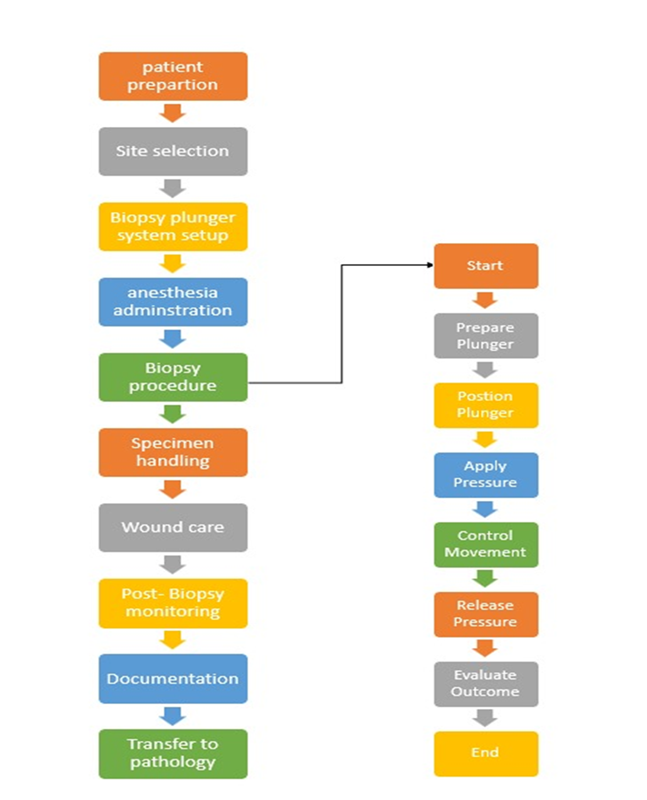 patient
prepartion
Site selection
Biopsy plunger
system setup
anesthesia
adminstration
Biopsy
procedure
Specimen
handling
Wound care
Post- Biopsy
monitoring
Documentation
Transfer to
pathology
Start
Prepare
Plunger
Postion
Plunger
Apply
Pressure
Control
Movement
Release
Pressure
Evaluate
Outcome
End